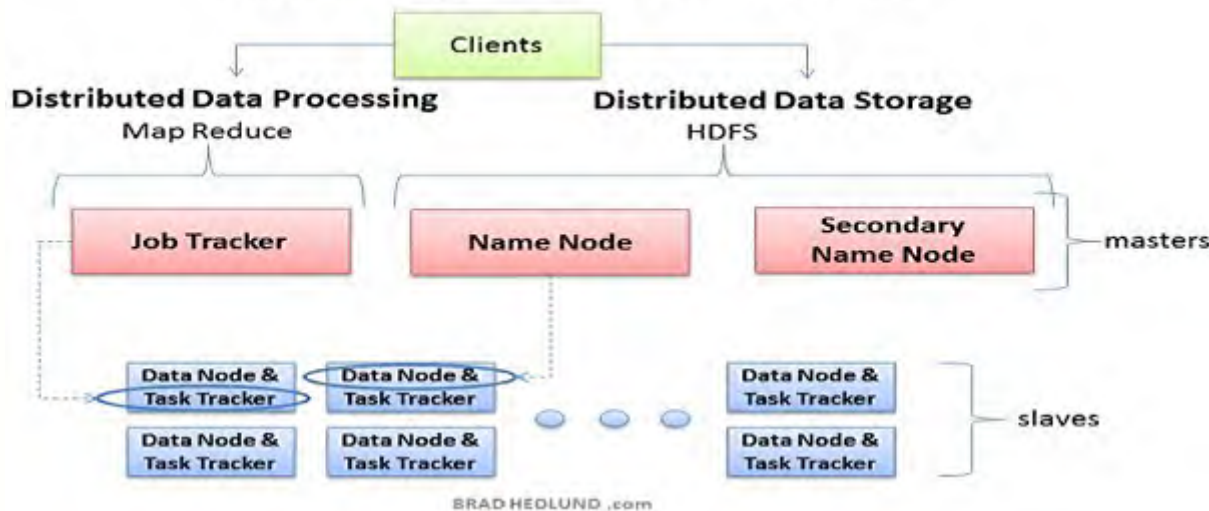 Clients
Distributed Data Processing
Map Reduce
Distributed Data Storage
HDFS
Job Tracker
Name Node
Secondary
Name Node
masters
Data Node &
Task Tracker
Data Node &
Task Tracker
Data Node &
Task Tracker
Data Node &
Task Tracker
Data Node &
Task Tracker
Data Node &
Task Tracker
slaves
BRAD HEDLUND .com